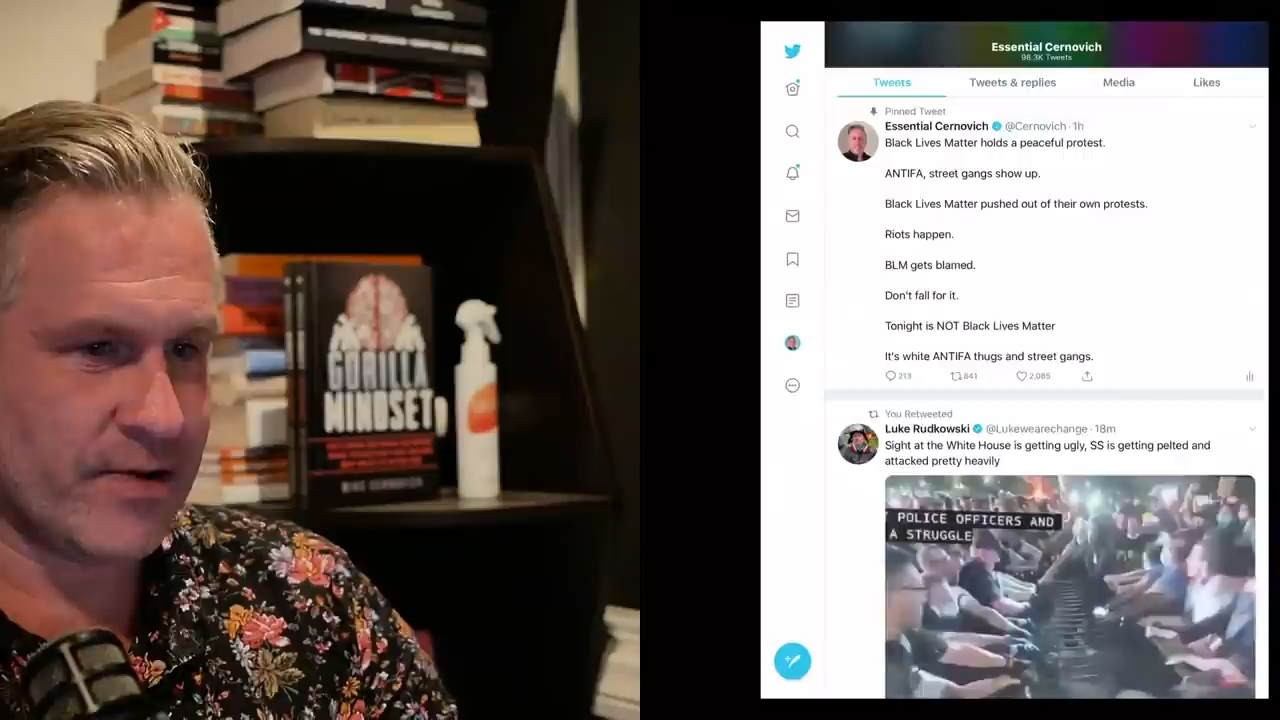 GORILLA
MINDSET
MIKE CERNOVICH
Essential Cernovich
98.3K Tweets
Tweets
Tweets & replies
Media
Likes
Pinned Tweet
Essential Cernovich @Cernovich · 1h
Black Lives Matter holds a peaceful protest.
ANTIFA, street gangs show up.
Black Lives Matter pushed out of their own protests.
Riots happen.
BLM gets blamed.
Don't fall for it.
Tonight is NOT Black Lives Matter
It's white ANTIFA thugs and street gangs.
213
841
2,085
You Retweeted
Luke Rudkowski @Lukewearechange · 18m
Sight at the White House is getting ugly, SS is getting pelted and
attacked pretty heavily
POLICE OFFICERS AND
A STRUGGLE